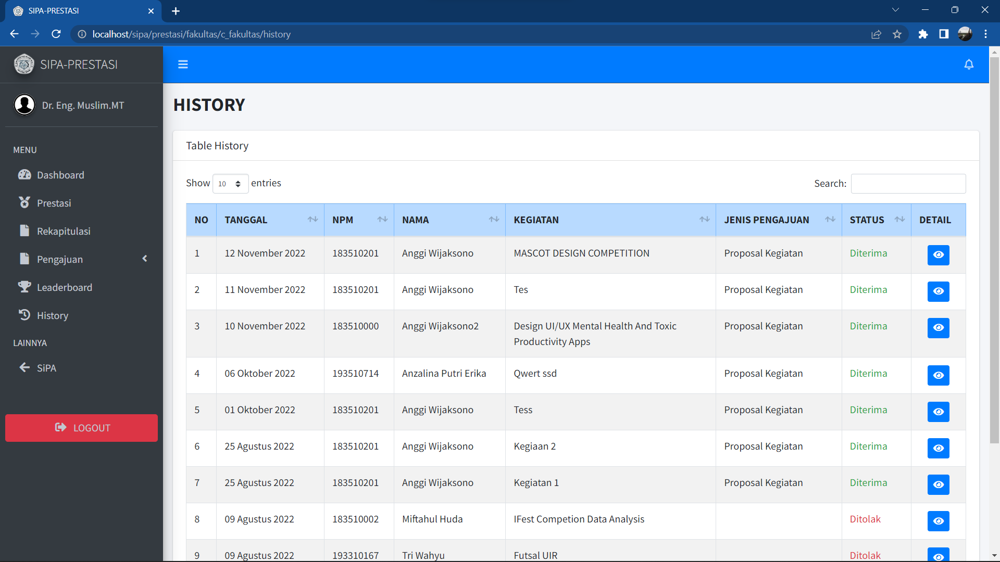 SIPA-PRESTASI
localhost/sipa/prestasi/fakultas/c_fakultas/history
SIPA-PRESTASI
Dr. Eng. Muslim.MT
MENU
Dashboard
Prestasi
Rekapitulasi
Pengajuan
Leaderboard
History
LAINNYA
SiPA
LOGOUT
HISTORY
Table History
Show 10 entries
Search:
NO TANGGAL NPM NAMA KEGIATAN JENIS PENGAJUAN STATUS DETAIL
1 12 November 2022 183510201 Anggi Wijaksono MASCOT DESIGN COMPETITION Proposal Kegiatan Diterima
2 11 November 2022 183510201 Anggi Wijaksono Tes Proposal Kegiatan Diterima
3 10 November 2022 183510000 Anggi Wijaksono2 Design UI/UX Mental Health And Toxic Proposal Kegiatan Diterima
Productivity Apps
4 06 Oktober 2022 193510714 Anzalina Putri Erika Qwert ssd Proposal Kegiatan Diterima
5 01 Oktober 2022 183510201 Anggi Wijaksono Tess Proposal Kegiatan Diterima
6 25 Agustus 2022 183510201 Anggi Wijaksono Kegiaan 2 Proposal Kegiatan Diterima
7 25 Agustus 2022 183510201 Anggi Wijaksono Kegiatan 1 Proposal Kegiatan Diterima
8 09 Agustus 2022 183510002 Miftahul Huda IFest Competion Data Analysis Ditolak
9 09 Agustus 2022 193310167 Tri Wahyu Futsal UIR Ditolak